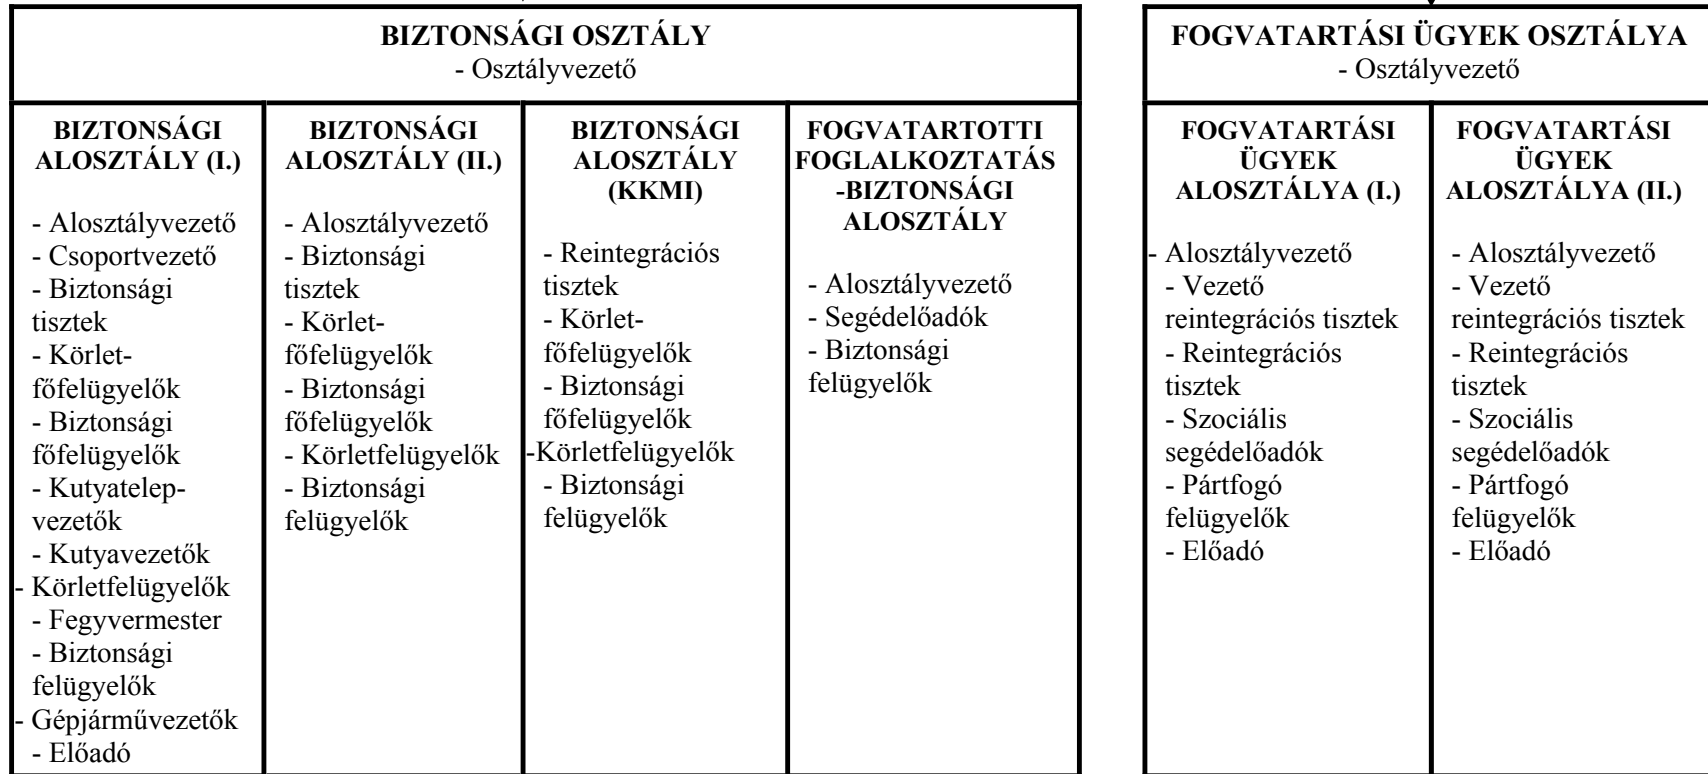 BIZTONSÁGI OSZTÁLY
- Osztályvezető
BIZTONSÁGI
ALOSZTÁLY (I.)
- Alosztályvezető
- Csoportvezető
- Biztonsági
tisztek
- Körlet-
főfelügyelők
- Biztonsági
főfelügyelők
- Kutyatelep-
vezetők
- Kutyavezetők
- Körletfelügyelők
- Fegyvermester
- Biztonsági
felügyelők
- Gépjárművezetők
- Előadó
BIZTONSÁGI
ALOSZTÁLY (II.)
- Alosztályvezető
- Biztonsági
tisztek
- Körlet-
főfelügyelők
- Biztonsági
főfelügyelők
- Körletfelügyelők
- Biztonsági
felügyelők
BIZTONSÁGI
ALOSZTÁLY
(KKMI)
- Reintegrációs
tisztek
- Körlet-
főfelügyelők
- Biztonsági
főfelügyelők
-Körletfelügyelők
- Biztonsági
felügyelők
FOGVATARTOTTI
FOGLALKOZTATÁS
-BIZTONSÁGI
ALOSZTÁLY
- Alosztályvezető
- Segédelőadók
- Biztonsági
felügyelők
FOGVATARTÁSI ÜGYEK OSZTÁLYA
- Osztályvezető
FOGVATARTÁSI
ÜGYEK
ALOSZTÁLYA (I.)
- Alosztályvezető
- Vezető
reintegrációs tisztek
- Reintegrációs
tisztek
- Szociális
segédelőadók
- Pártfogó
felügyelők
- Előadó
FOGVATARTÁSI
ÜGYEK
ALOSZTÁLYA (II.)
- Alosztályvezető
- Vezető
reintegrációs tisztek
- Reintegrációs
tisztek
- Szociális
segédelőadók
- Pártfogó
felügyelők
- Előadó